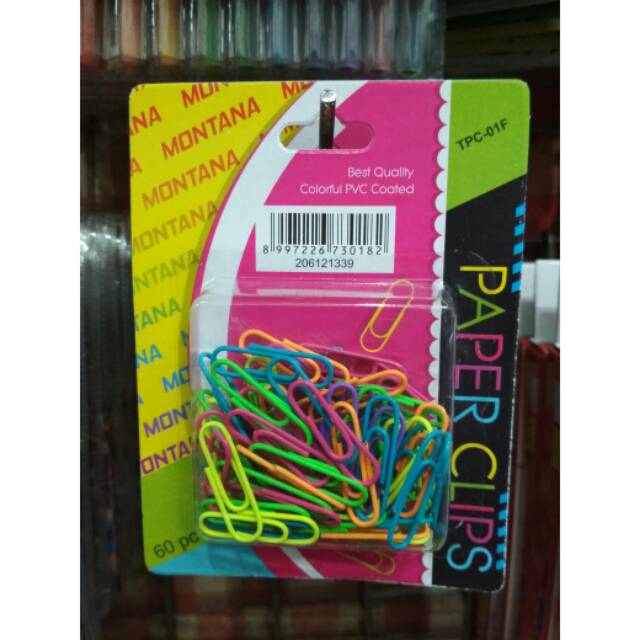 MONTANA
MONTANA
MONTANA
MONTANA
MONTANA
TPC-01F
Best Quality
Colorful PVC Coated
8 997226 730182
206121339
PAPER CLIPS
60 pc